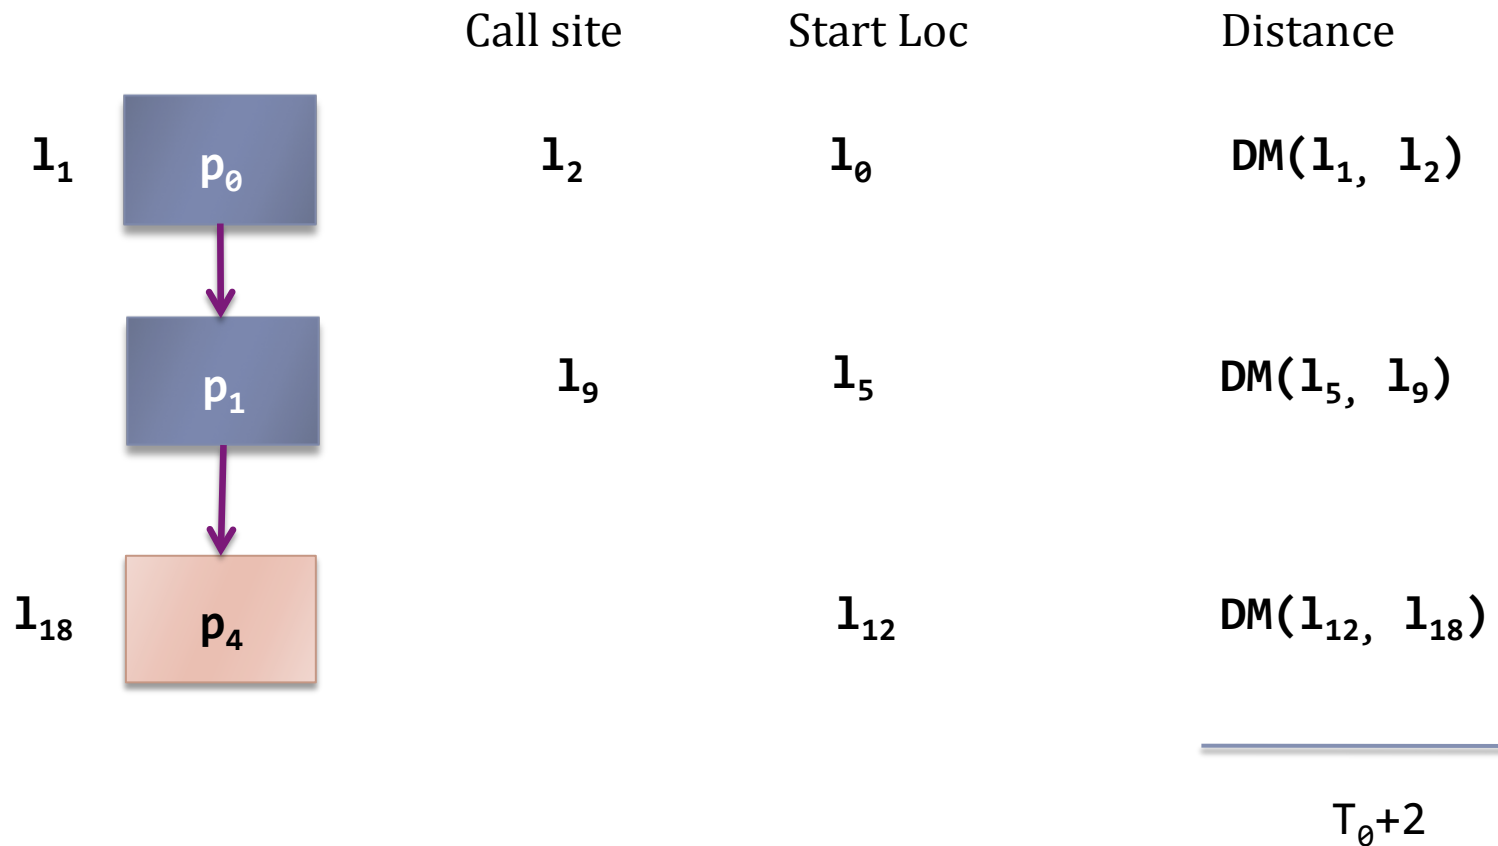 Call site Start Loc Distance
l₁ p₀ l₂ l₀ DM(l₁, l₂)
p₁ l₉ l₅ DM(l₅, l₉)
l₁₈ p₄ l₁₂ DM(l₁₂, l₁₈)
T₀+2